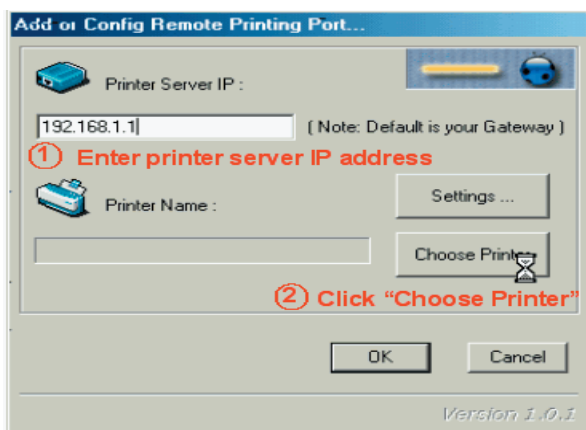 Add or Config Remote Printing Port...
Printer Server IP :
192.168.1.1 ( Note: Default is your Gateway )
1 Enter printer server IP address
Settings ...
Printer Name :
Choose Printer
2 Click “Choose Printer”
OK Cancel
Version 1.0.1